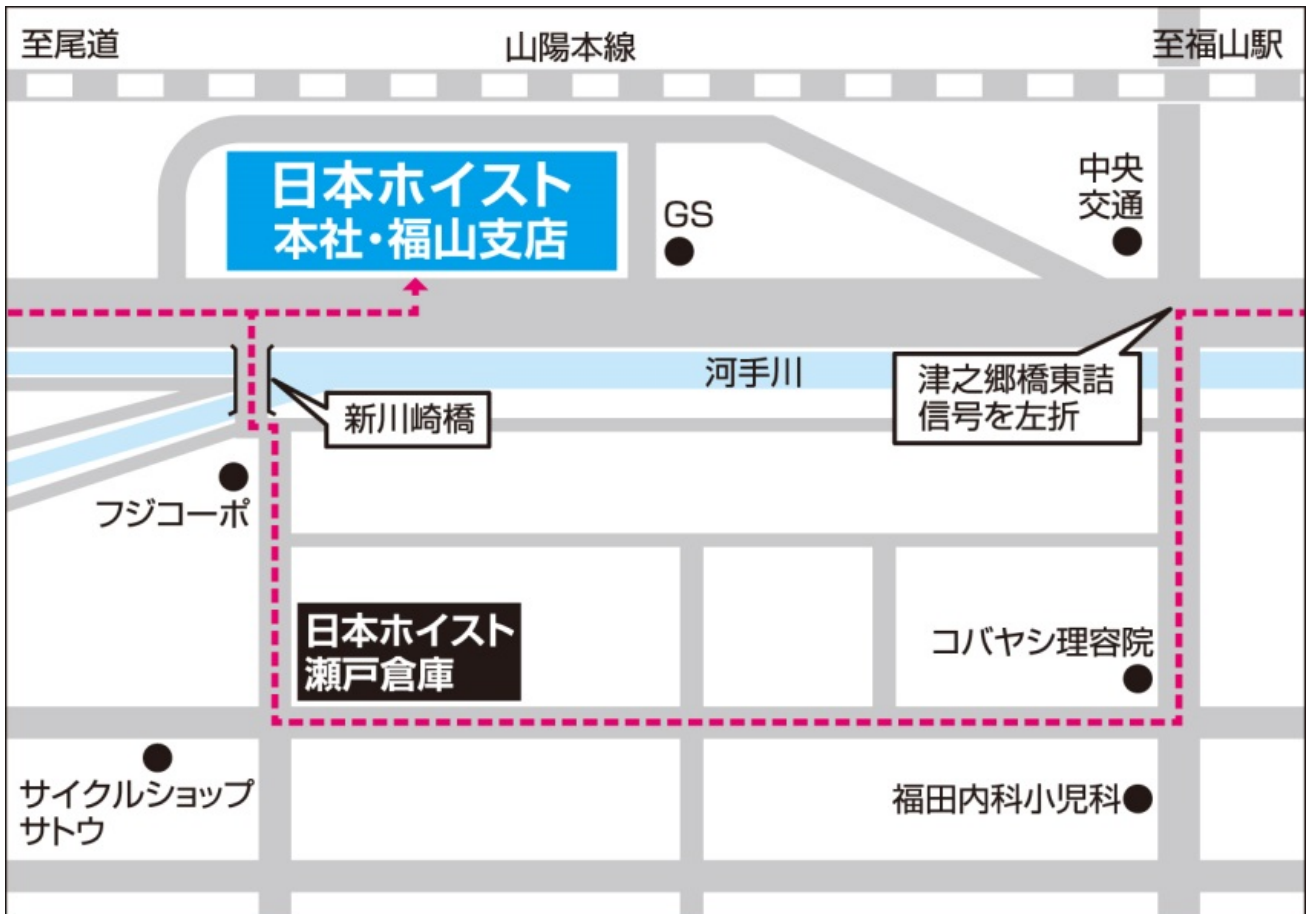 至尾道
山陽本線
至福山駅
日本ホイスト
本社・福山支店
GS
中央
交通
河手川
津之郷橋東詰
信号を左折
新川崎橋
フジコーポ
日本ホイスト
瀬戸倉庫
コバヤシ理容院
サイクルショップ
サトウ
福田内科小児科